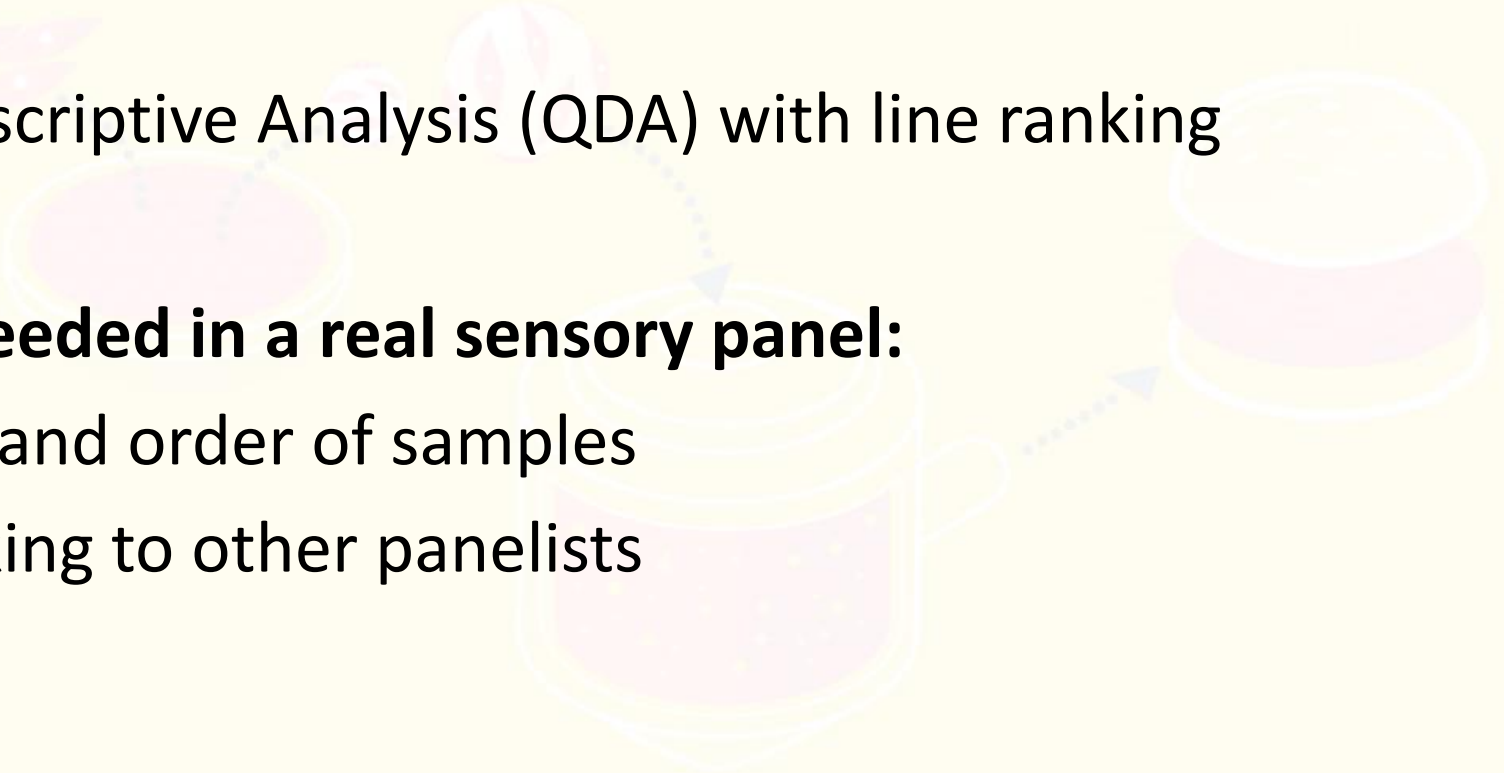 scriptive Analysis (QDA) with line ranking
eeded in a real sensory panel:
and order of samples
ing to other panelists